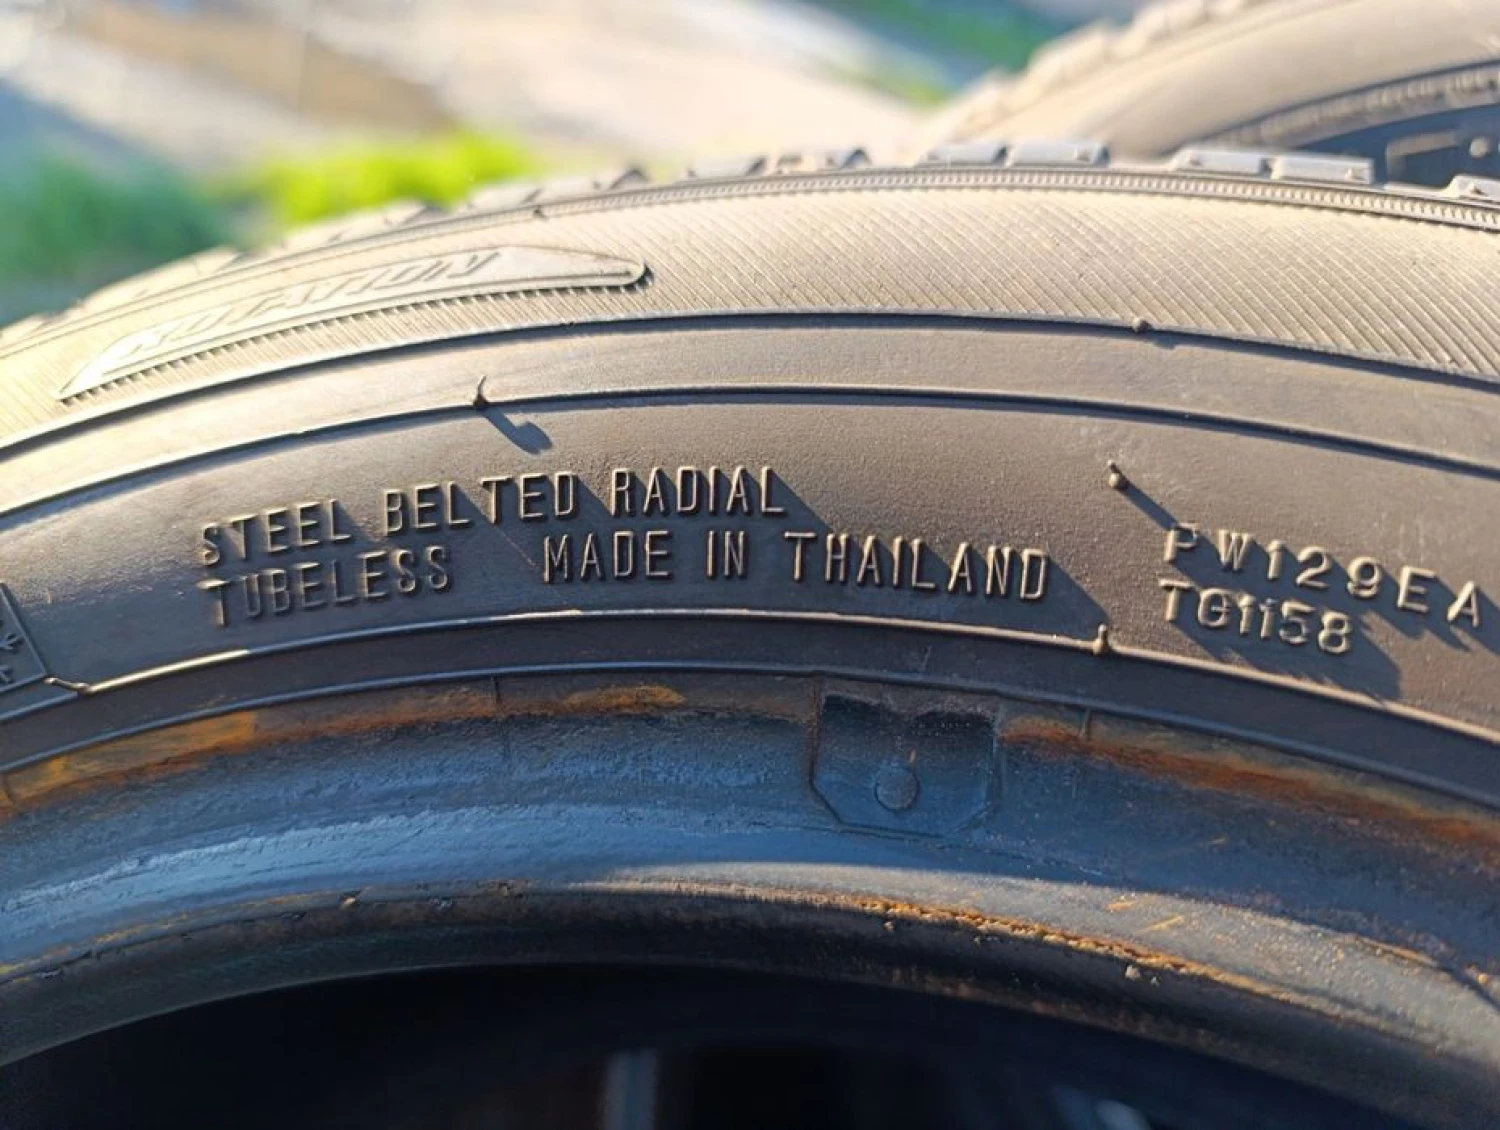 ROTATION
STEEL BELTED RADIAL
TUBELESS MADE IN THAILAND
PW129EA
TG1158